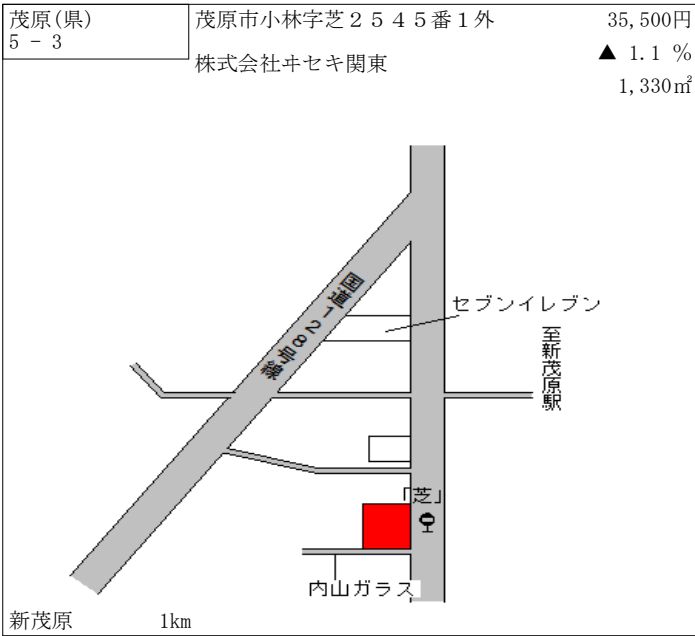 茂原(県)
5 - 3
茂原市小林字芝２５４５番１外
株式会社ヰセキ関東
35,500円
▲ 1.1 %
1,330㎡
国道１２８号線
セブンイレブン
至新茂原駅
「芝」
内山ガラス
新茂原 1km